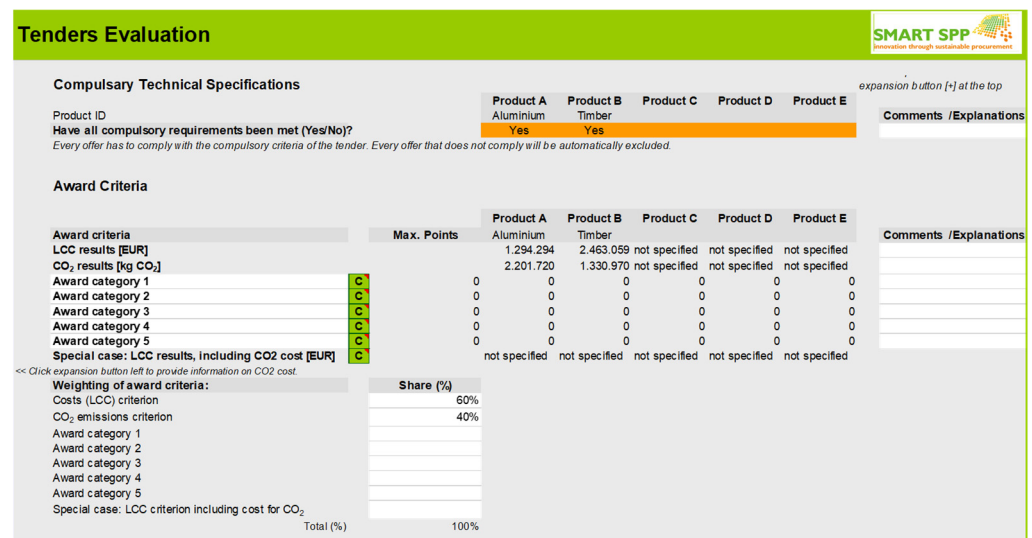 Tenders Evaluation
SMART SPP
innovation through sustainable procurement
Compulsary Technical Specifications
expansion button [+] at the top
Product A Product B Product C Product D Product E
Product ID Aluminium Timber Comments /Explanations
Have all compulsory requirements been met (Yes/No)? Yes Yes
Every offer has to comply with the compulsory criteria of the tender. Every offer that does not comply will be automatically excluded.
Award Criteria
Product A Product B Product C Product D Product E
Award criteria Max. Points Aluminium Timber Comments /Explanations
LCC results [EUR] 1.294.294 2.463.059 not specified not specified not specified
CO₂ results [kg CO₂] 2.201.720 1.330.970 not specified not specified not specified
Award category 1 C 0 0 0 0 0 0
Award category 2 C 0 0 0 0 0 0
Award category 3 C 0 0 0 0 0 0
Award category 4 C 0 0 0 0 0 0
Award category 5 C 0 0 0 0 0 0
Special case: LCC results, including CO2 cost [EUR] C not specified not specified not specified not specified not specified
<< Click expansion button left to provide information on CO2 cost.
Weighting of award criteria: Share (%)
Costs (LCC) criterion 60%
CO₂ emissions criterion 40%
Award category 1
Award category 2
Award category 3
Award category 4
Award category 5
Special case: LCC criterion including cost for CO₂
Total (%) 100%